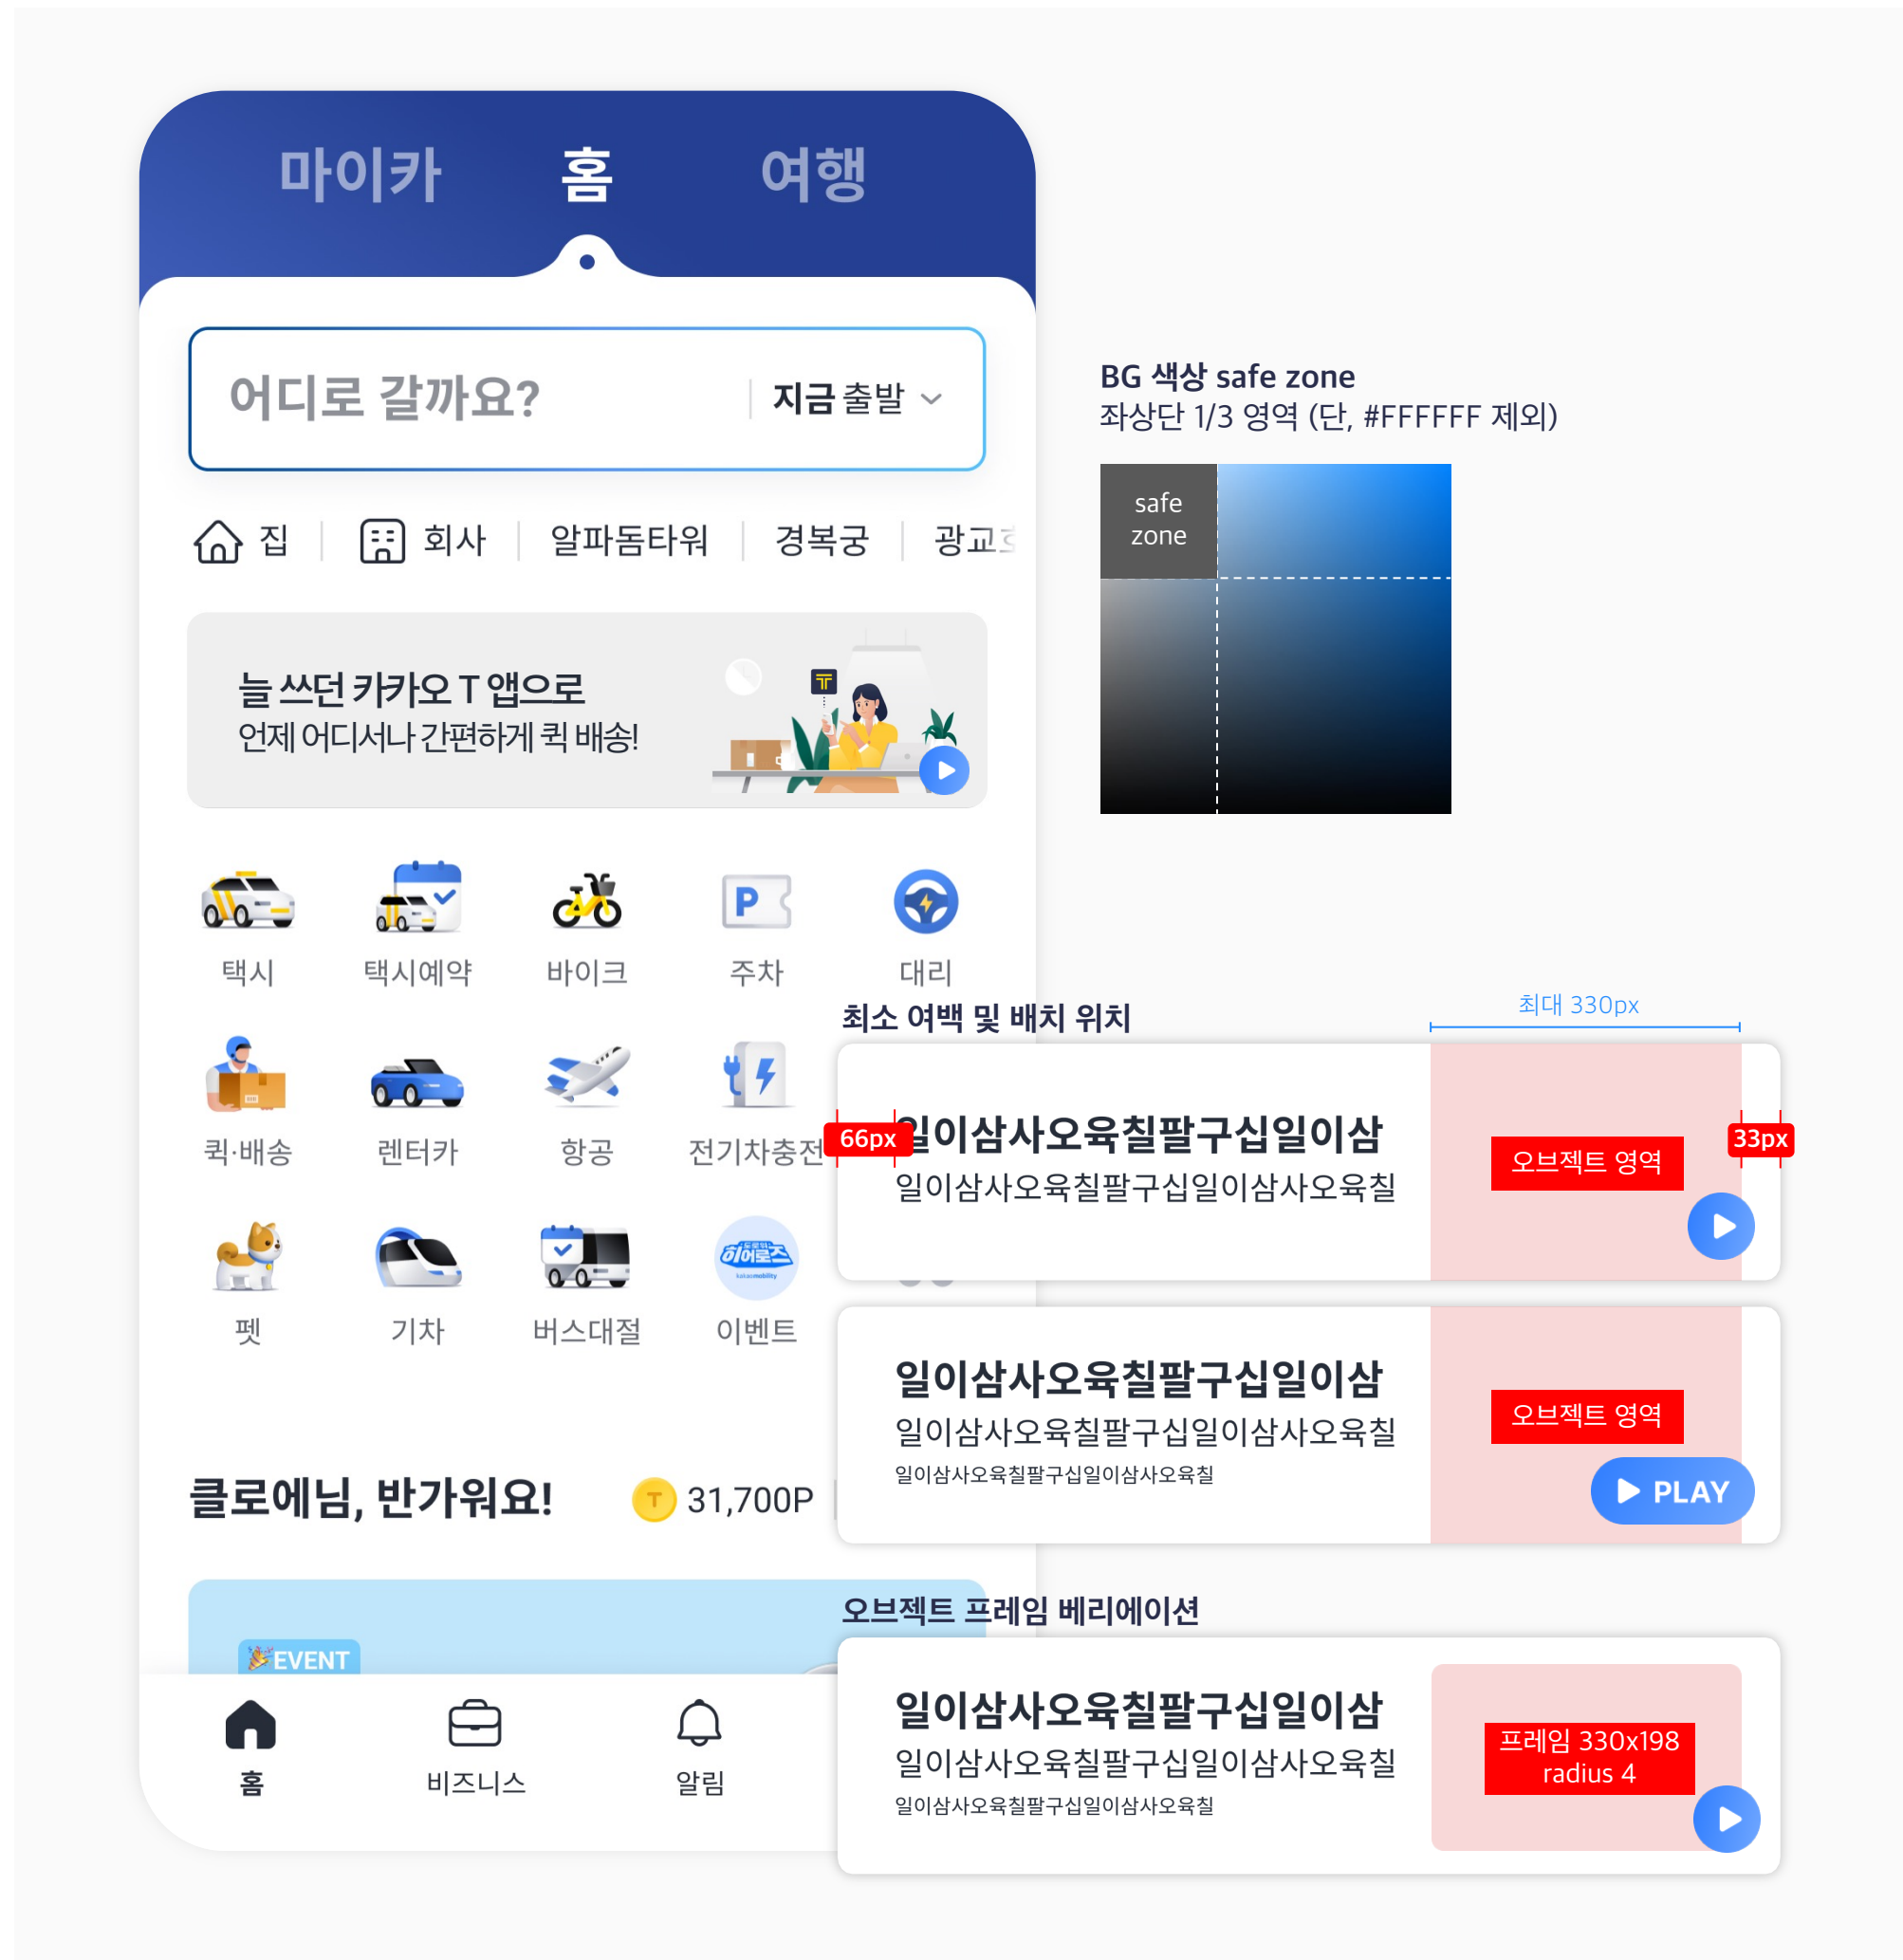 마이카 홈 여행
어디로 갈까요? 지금 출발
집 회사 알파돔타워 경복궁 광교호
늘 쓰던 카카오 T 앱으로
언제 어디서나 간편하게 퀵 배송!
택시 택시예약 바이크 P 주차 대리
퀵·배송 렌터카 항공 전기차충전
도로위
히어로즈
kakaomobility
펫 기차 버스대절 이벤트
클로에님, 반가워요! T 31,700P
EVENT
홈 비즈니스 알림
BG 색상 safe zone
좌상단 1/3 영역 (단, #FFFFFF 제외)
safe
zone
최소 여백 및 배치 위치
최대 330px
66px
일이삼사오육칠팔구십일이삼
일이삼사오육칠팔구십일이삼사오육칠
오브젝트 영역
33px
일이삼사오육칠팔구십일이삼
일이삼사오육칠팔구십일이삼사오육칠
일이삼사오육칠팔구십일이삼사오육칠
오브젝트 영역
PLAY
오브젝트 프레임 베리에이션
일이삼사오육칠팔구십일이삼
일이삼사오육칠팔구십일이삼사오육칠
일이삼사오육칠팔구십일이삼사오육칠
프레임 330x198
radius 4